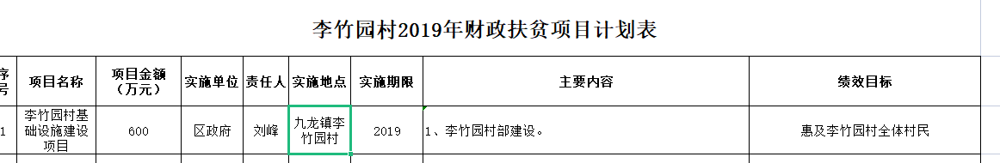 李竹园村2019年财政扶贫项目计划表
序号 项目名称 项目金额（万元） 实施单位 责任人 实施地点 实施期限 主要内容 绩效目标
1 李竹园村基础设施建设项目 600 区政府 刘峰 九龙镇李竹园村 2019 1、李竹园村部建设。 惠及李竹园村全体村民